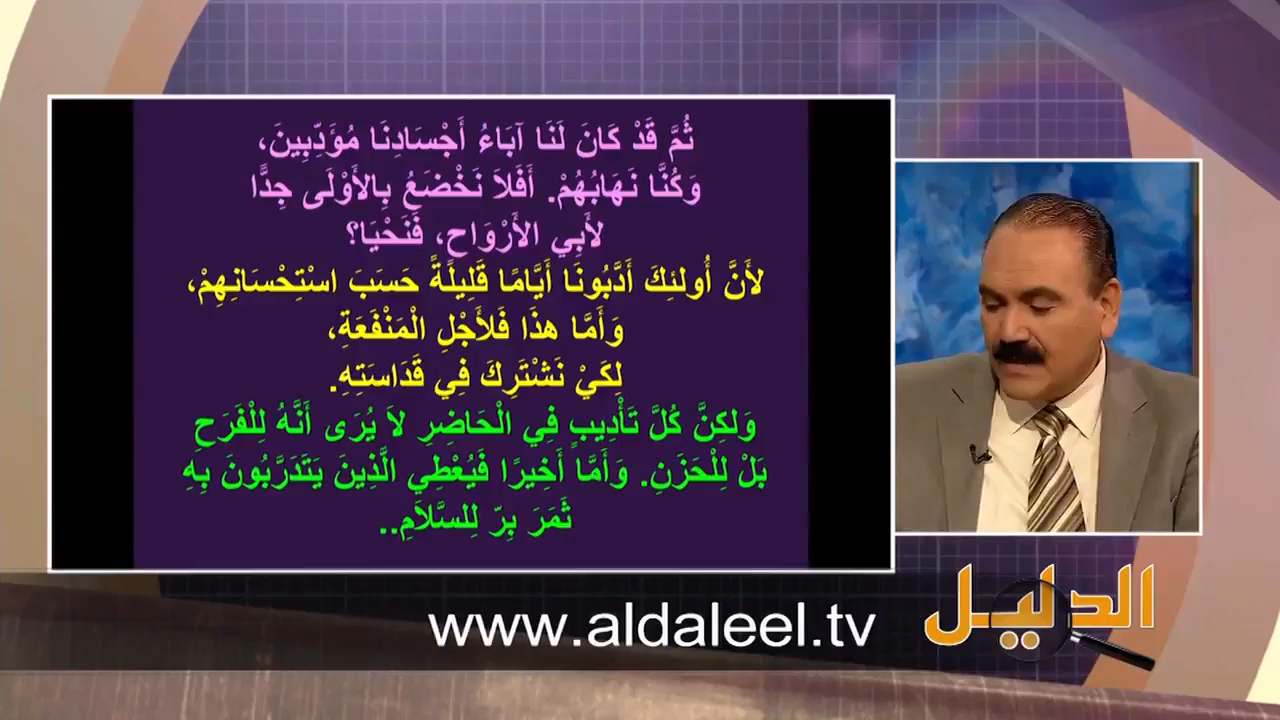 ثُمَّ قَدْ كَانَ لَنَا آبَاءُ أَجْسَادِنَا مُؤَدِّبِينَ،
وَكُنَّا نَهَابُهُمْ. أَفَلاَ نَخْضَعُ بِالأَوْلَى جِدًّا
لأَبِي الأَرْوَاحِ، فَنَحْيَا؟
لأَنَّ أُولئِكَ أَدَّبُونَا أَيَّامًا قَلِيلَةً حَسَبَ اسْتِحْسَانِهِمْ،
وَأَمَّا هذَا فَلأَجْلِ الْمَنْفَعَةِ،
لِكَيْ نَشْتَرِكَ فِي قَدَاسَتِهِ.
وَلكِنَّ كُلَّ تَأْدِيبٍ فِي الْحَاضِرِ لاَ يُرَى أَنَّهُ لِلْفَرَحِ
بَلْ لِلْحَزَنِ. وَأَمَّا أَخِيرًا فَيُعْطِي الَّذِينَ يَتَدَرَّبُونَ بِهِ
ثَمَرَ بِرّ لِلسَّلاَمِ..
www.aldaleel.tv
الدليل